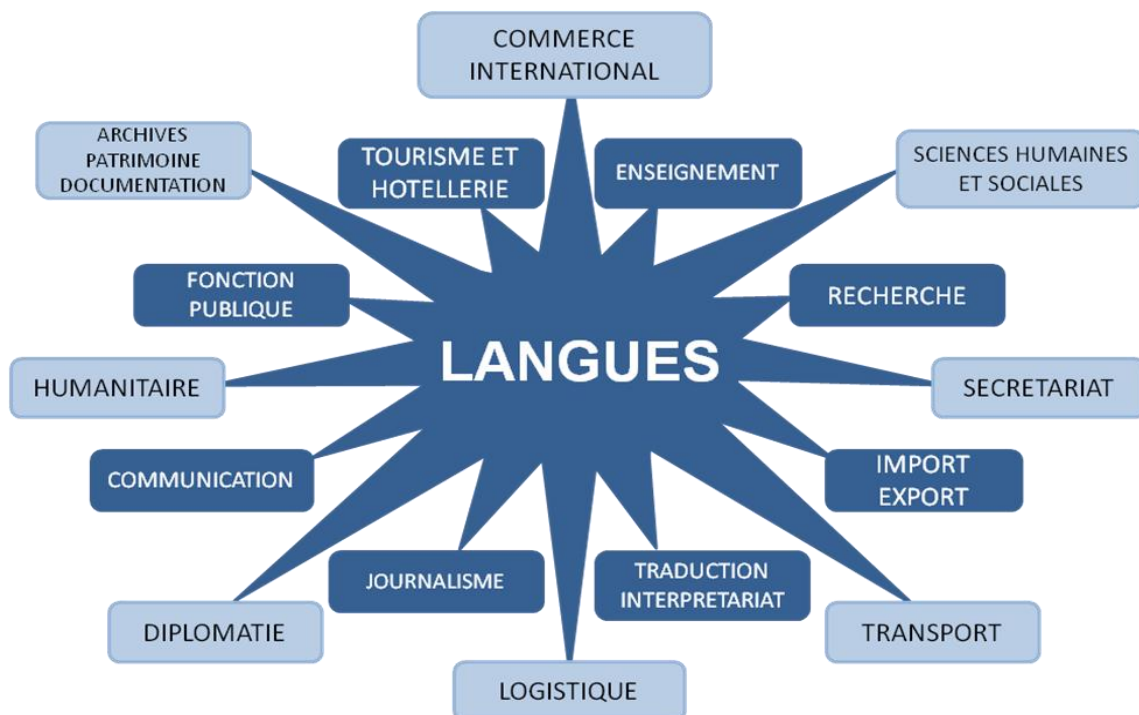 COMMERCE
INTERNATIONAL
ARCHIVES
PATRIMOINE
DOCUMENTATION
TOURISME ET
HOTELLERIE
ENSEIGNEMENT
SCIENCES HUMAINES
ET SOCIALES
FONCTION
PUBLIQUE
RECHERCHE
LANGUES
HUMANITAIRE
SECRETARIAT
COMMUNICATION
IMPORT
EXPORT
JOURNALISME
TRADUCTION
INTERPRETARIAT
DIPLOMATIE
TRANSPORT
LOGISTIQUE